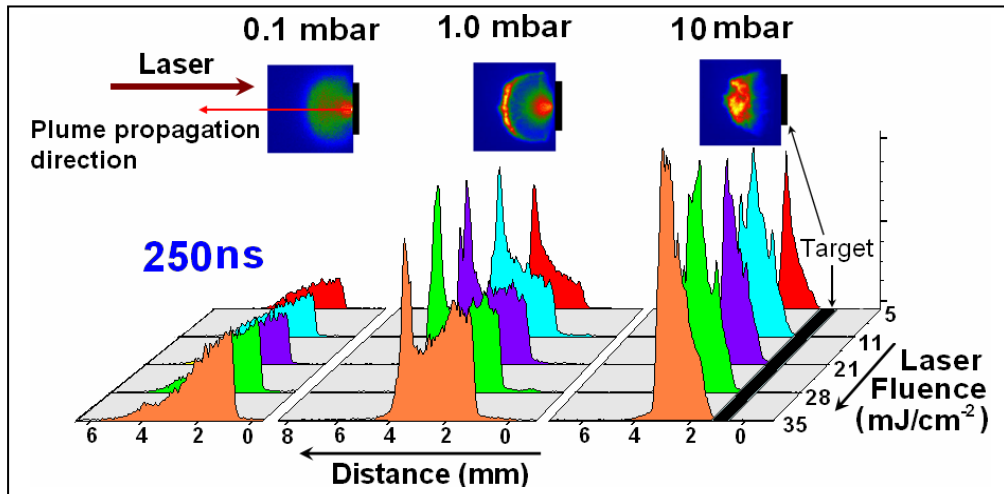 0.1 mbar 1.0 mbar 10 mbar
Laser
Plume propagation
direction
250ns
Target
5
11
21
28
35
Laser
Fluence
(mJ/cm⁻²)
6 4 2 0 8 6 4 2 0 6 4 2 0
Distance (mm)